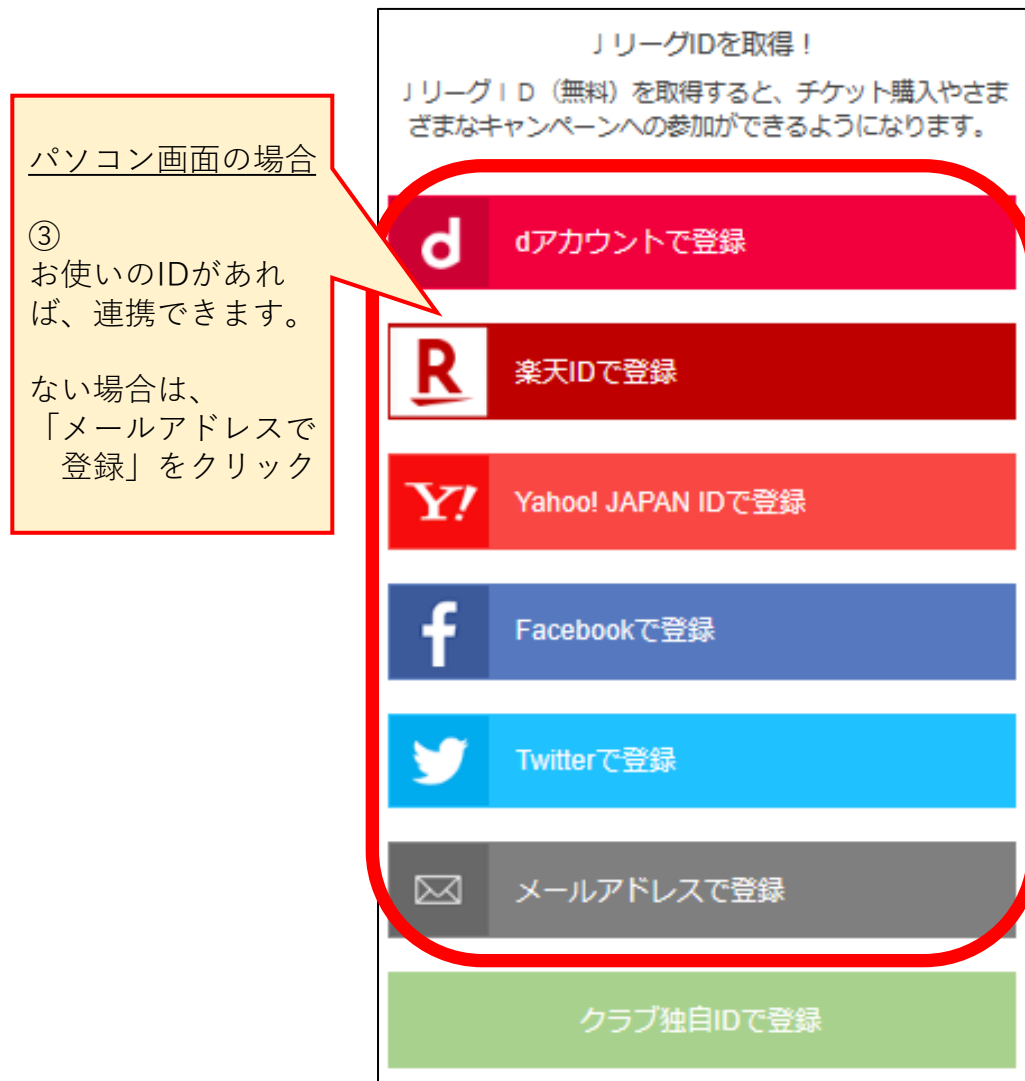 JリーグIDを取得！
JリーグID（無料）を取得すると、チケット購入やさま
ざまなキャンペーンへの参加ができるようになります。
パソコン画面の場合
③
お使いのIDがあれ
ば、連携できます。
ない場合は、
「メールアドレスで
登録」をクリック
d
dアカウントで登録
R
楽天IDで登録
Y!
Yahoo! JAPAN IDで登録
f
Facebookで登録
Twitterで登録
メールアドレスで登録
クラブ独自IDで登録